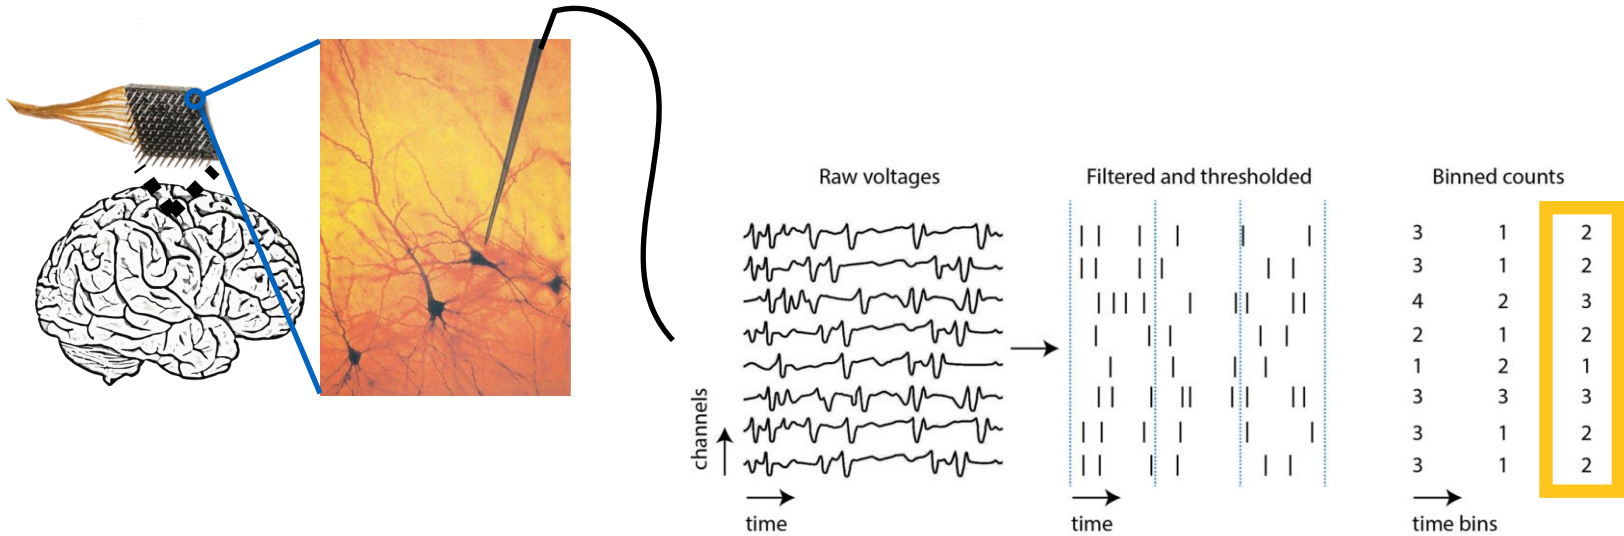 Raw voltages
Filtered and thresholded
Binned counts
3 1 2
3 1 2
4 2 3
2 1 2
1 2 1
3 3 3
3 1 2
3 1 2
channels
time
time
time bins